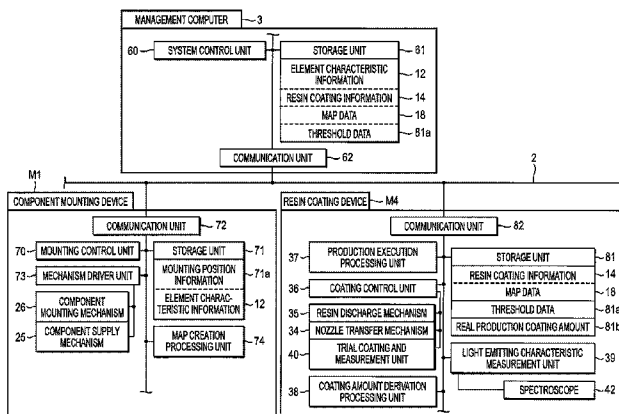 MANAGEMENT COMPUTER 3
60 SYSTEM CONTROL UNIT
STORAGE UNIT 61
ELEMENT CHARACTERISTIC INFORMATION 12
RESIN COATING INFORMATION 14
MAP DATA 18
THRESHOLD DATA 81a
COMMUNICATION UNIT 62
2
M1
COMPONENT MOUNTING DEVICE
COMMUNICATION UNIT 72
70 MOUNTING CONTROL UNIT
STORAGE UNIT 71
73 MECHANISM DRIVER UNIT
MOUNTING POSITION INFORMATION 71a
ELEMENT CHARAC-
TERISTIC INFORMATION 12
26 COMPONENT MOUNTING MECHANISM
25 COMPONENT SUPPLY MECHANISM
MAP CREATION PROCESSING UNIT 74
RESIN COATING DEVICE M4
COMMUNICATION UNIT 82
37 PRODUCTION EXECUTION PROCESSING UNIT
STORAGE UNIT 81
RESIN COATING INFORMATION 14
36 COATING CONTROL UNIT
MAP DATA 18
THRESHOLD DATA 81a
35 RESIN DISCHARGE MECHANISM
REAL PRODUCTION COATING AMOUNT 81b
34 NOZZLE TRANSFER MECHANISM
40 TRIAL COATING AND MEASUREMENT UNIT
LIGHT EMITTING CHARACTERISTIC MEASUREMENT UNIT 39
38 COATING AMOUNT DERIVATION PROCESSING UNIT
SPECTROSCOPE 42